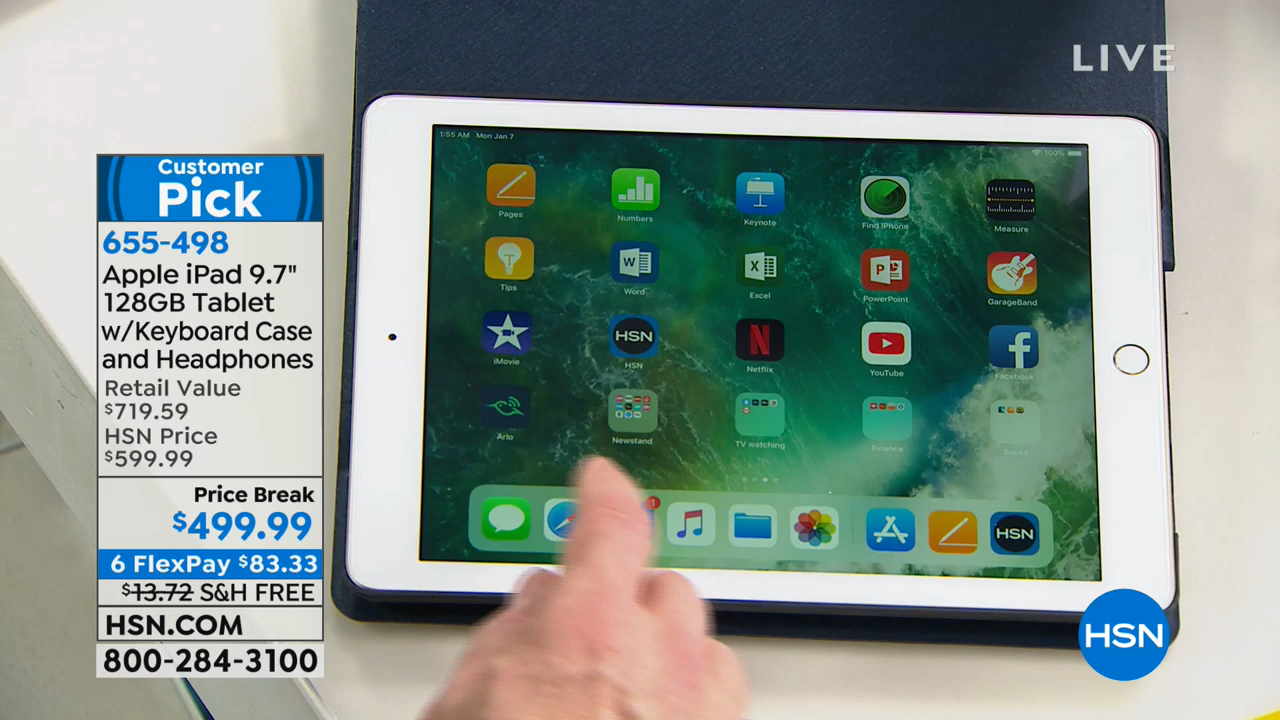 LIVE
Customer
Pick
655-498
Apple iPad 9.7"
128GB Tablet
w/Keyboard Case
and Headphones
Retail Value
$719.59
HSN Price
$599.99
Price Break
$499.99
6 FlexPay $83.33
$13.72 S&H FREE
HSN.COM
800-284-3100
1:55 AM Mon Jan 7
100%
Pages
Numbers
Keynote
Find iPhone
Measure
Tips
Word
Excel
PowerPoint
GarageBand
iMovie
HSN
HSN
Netflix
YouTube
Facebook
Arlo
Newstand
TV watching
Finance
Books
1
HSN
HSN